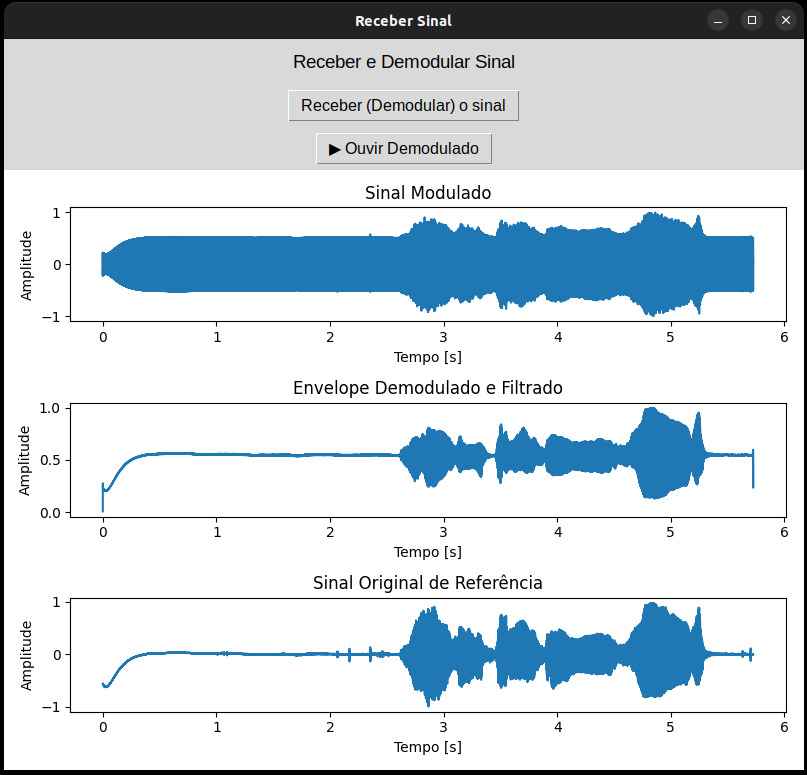 Receber Sinal
Receber e Demodular Sinal
Receber (Demodular) o sinal
▶ Ouvir Demodulado
Sinal Modulado
1
0
−1
Amplitude
0 1 2 3 4 5 6
Tempo [s]
Envelope Demodulado e Filtrado
1.0
0.5
0.0
Amplitude
0 1 2 3 4 5 6
Tempo [s]
Sinal Original de Referência
1
0
−1
Amplitude
0 1 2 3 4 5 6
Tempo [s]